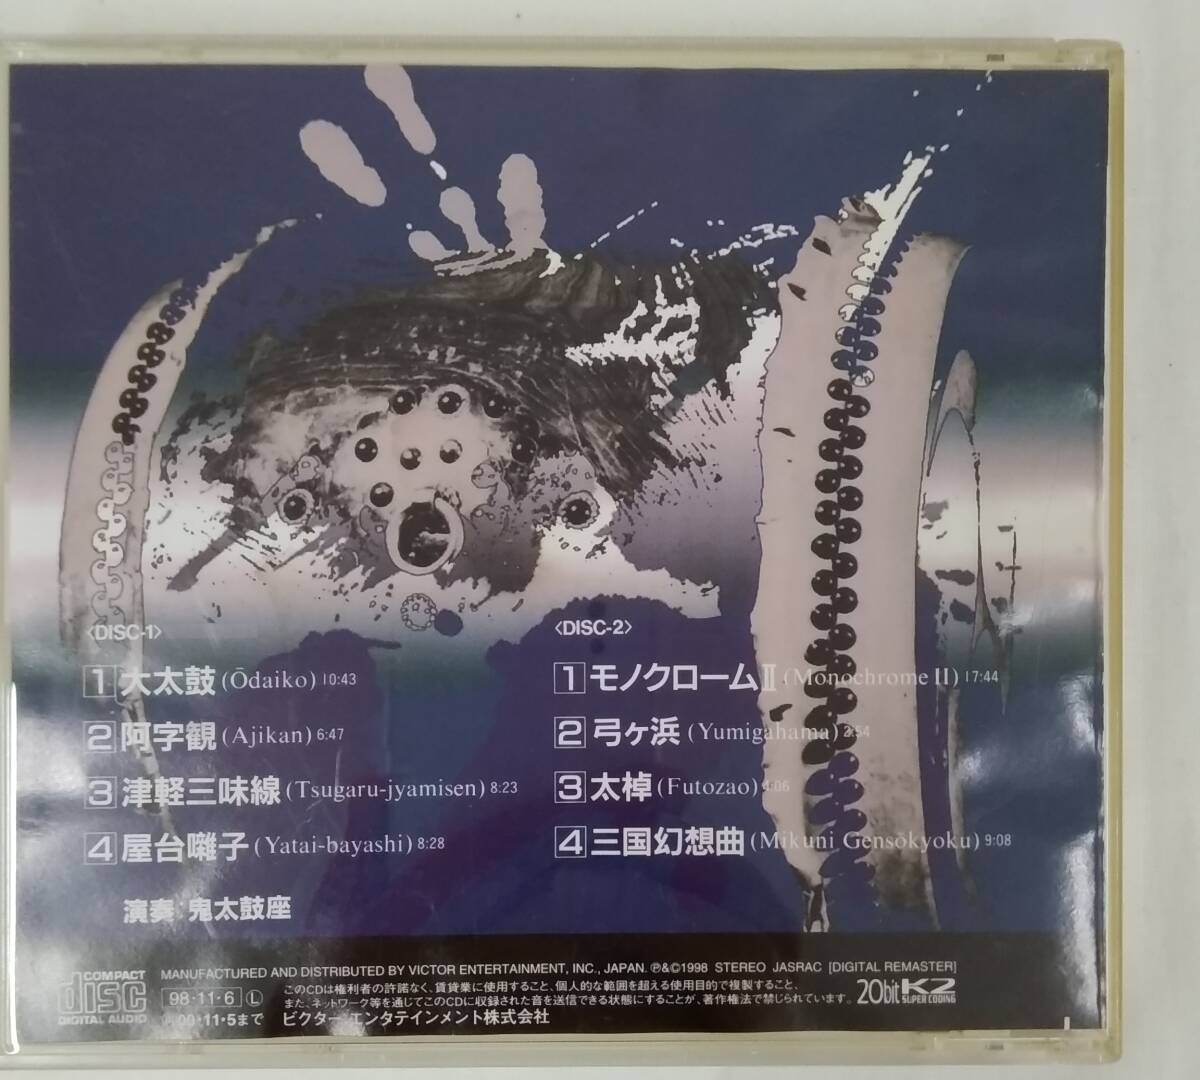 〈DISC-1〉
1 大太鼓 (Ōdaiko) 10:43
2 阿字観 (Ajikan) 6:47
3 津軽三味線 (Tsugaru-jyamisen) 8:23
4 屋台囃子 (Yatai-bayashi) 8:28
演奏:鬼太鼓座
〈DISC-2〉
1 モノクロームⅡ (Monochrome II) 17:44
2 弓ヶ浜 (Yumigahama) :54
3 太棹 (Futozao) :06
4 三国幻想曲 (Mikuni Gensōkyoku) 9:08
COMPACT
disc
DIGITAL AUDIO
MANUFACTURED AND DISTRIBUTED BY VICTOR ENTERTAINMENT, INC., JAPAN. ℗&©1998 STEREO JASRAC [DIGITAL REMASTER]
98・11・6 Ⓛ
00・11・5まで
このCDは権利者の許諾なく、賃貸業に使用すること、個人的な範囲を超える使用目的で複製すること、
また、ネットワーク等を通じてこのCDに収録された音を送信できる状態にすることが、著作権法で禁じられています。
ビクターエンタテインメント株式会社
20bit K2
SUPER CODING